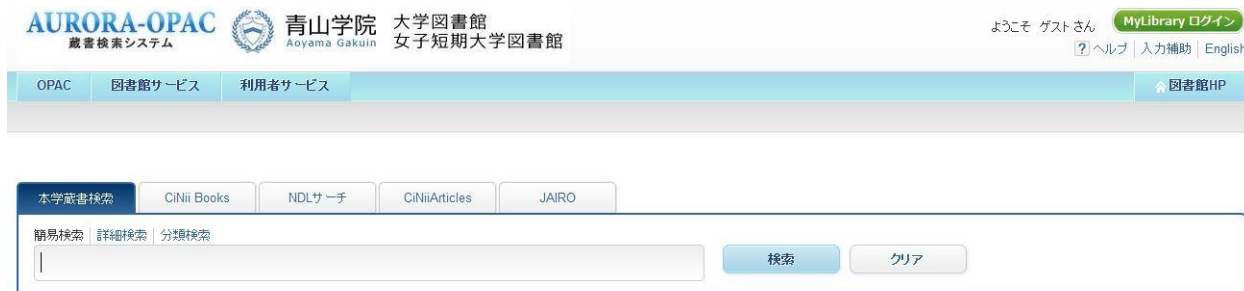 AURORA-OPAC
蔵書検索システム
青山学院
Aoyama Gakuin
大学図書館
女子短期大学図書館
ようこそ ゲストさん
MyLibrary ログイン
? ヘルプ 入力補助 English
OPAC 図書館サービス 利用者サービス 図書館HP
本学蔵書検索 CiNii Books NDLサーチ CiNiiArticles JAIRO
簡易検索 詳細検索 分類検索
検索 クリア